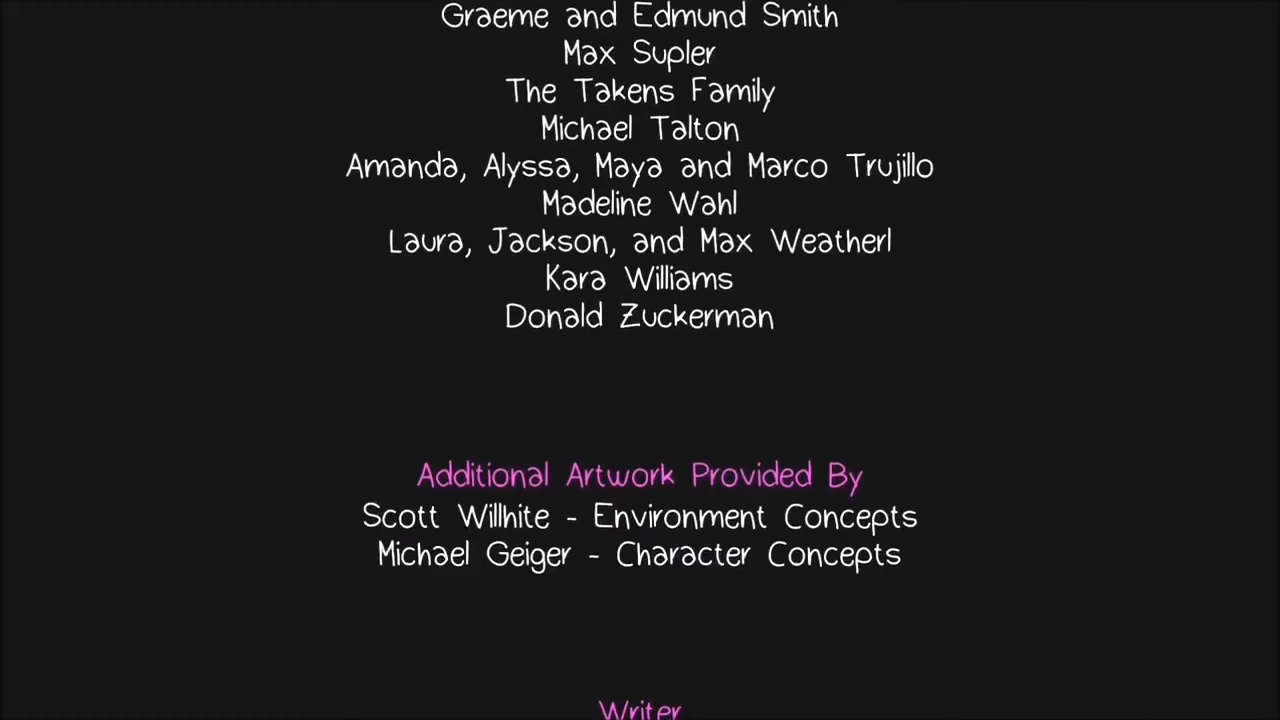 Graeme and Edmund Smith
Max Supler
The Takens Family
Michael Talton
Amanda, Alyssa, Maya and Marco Trujillo
Madeline Wahl
Laura, Jackson, and Max Weatherl
Kara Williams
Donald Zuckerman
Additional Artwork Provided By
Scott Willhite - Environment Concepts
Michael Geiger - Character Concepts
Writer